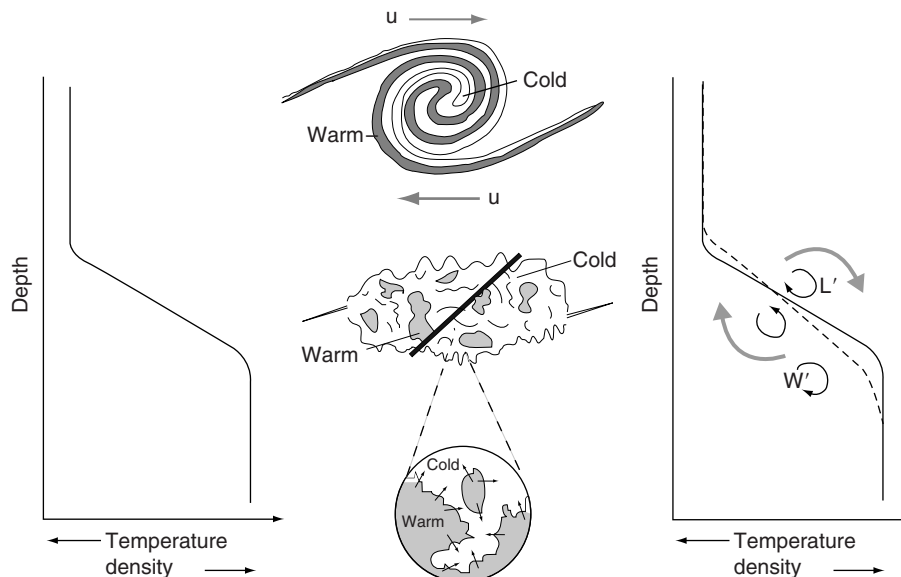 u
Cold
Warm
u
Depth
Temperature
density
Cold
Warm
Cold
Warm
Depth
L′
W′
Temperature
density